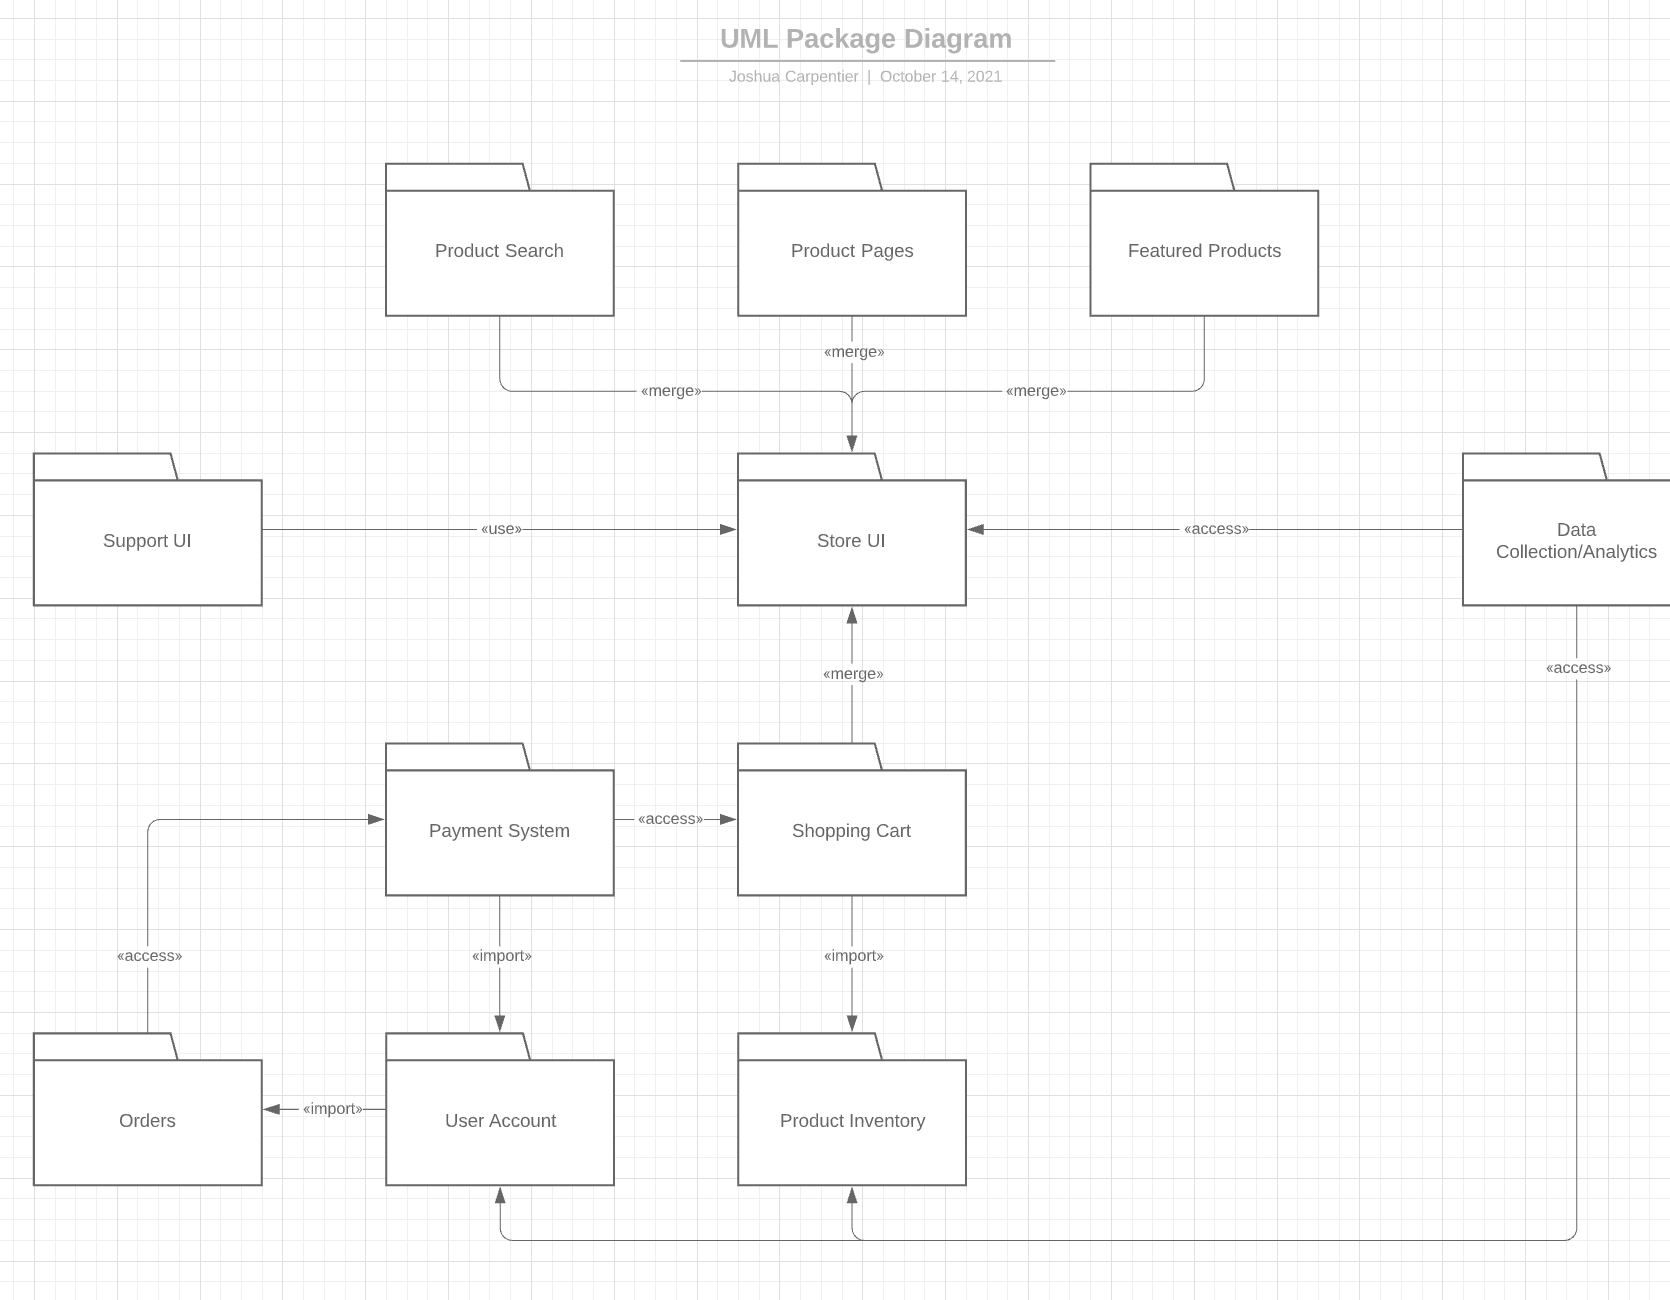 UML Package Diagram
Joshua Carpentier | October 14, 2021
Product Search
Product Pages
Featured Products
«merge»
«merge»
«merge»
Support UI
«use»
Store UI
«access»
Data
Collection/Analytics
«merge»
«access»
Payment System
«access»
Shopping Cart
«access»
«import»
«import»
Orders
«import»
User Account
Product Inventory